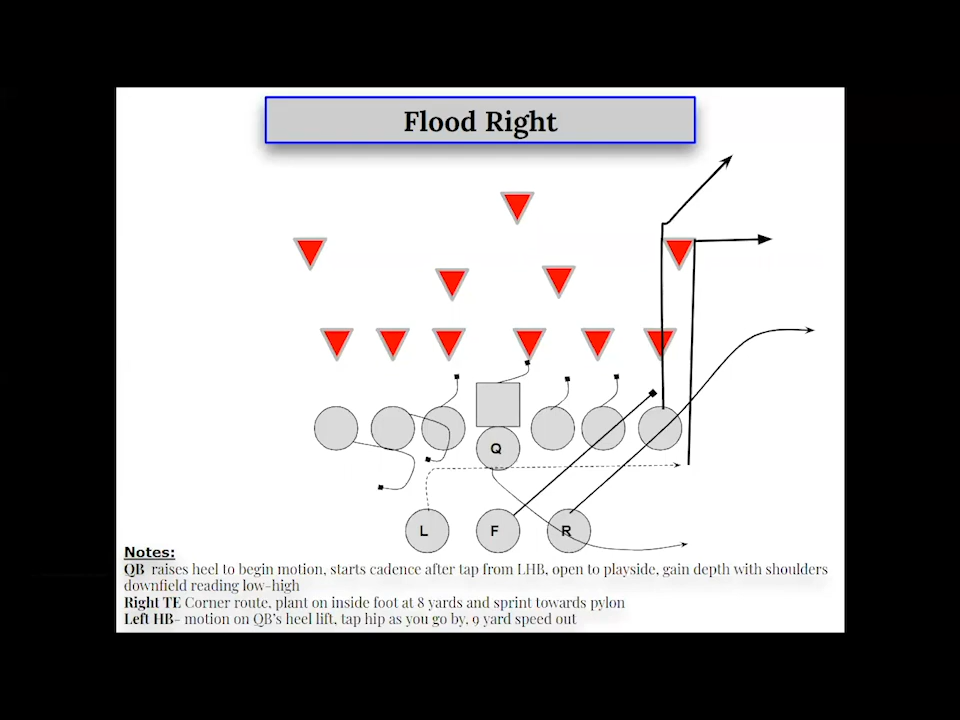 Flood Right
Q
L F R
Notes:
QB raises heel to begin motion, starts cadence after tap from LHB, open to playside, gain depth with shoulders
downfield reading low-high
Right TE Corner route, plant on inside foot at 8 yards and sprint towards pylon
Left HB- motion on QB's heel lift, tap hip as you go by. 9 yard speed out